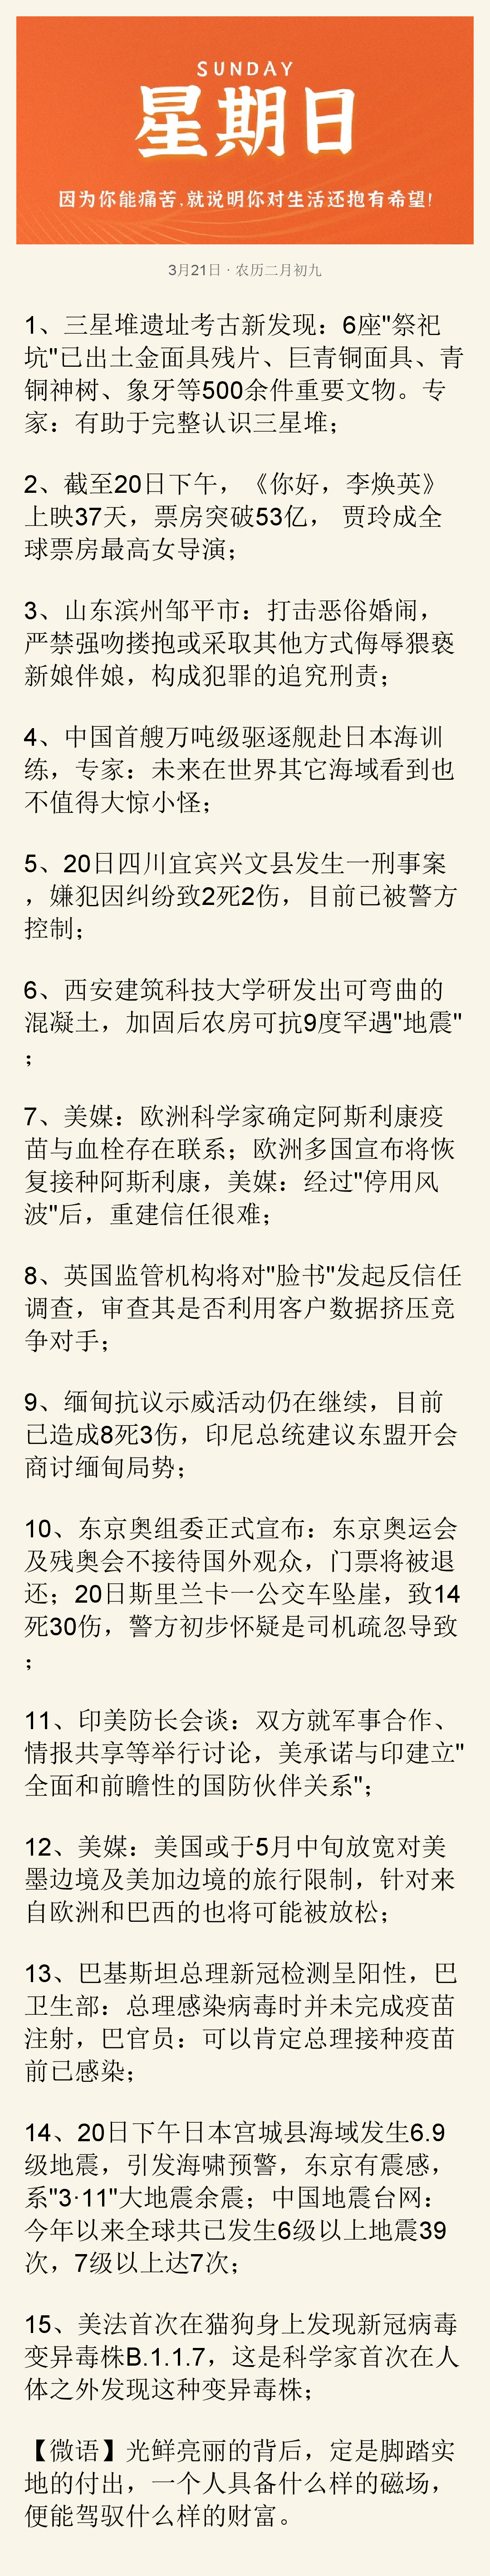 SUNDAY
星期日
因为你能痛苦,就说明你对生活还抱有希望!
3月21日 · 农历二月初九
1、三星堆遗址考古新发现：6座"祭祀
坑"已出土金面具残片、巨青铜面具、青
铜神树、象牙等500余件重要文物。专
家：有助于完整认识三星堆；
2、截至20日下午，《你好，李焕英》
上映37天，票房突破53亿， 贾玲成全
球票房最高女导演；
3、山东滨州邹平市：打击恶俗婚闹，
严禁强吻搂抱或采取其他方式侮辱猥亵
新娘伴娘，构成犯罪的追究刑责；
4、中国首艘万吨级驱逐舰赴日本海训
练，专家：未来在世界其它海域看到也
不值得大惊小怪；
5、20日四川宜宾兴文县发生一刑事案
，嫌犯因纠纷致2死2伤，目前已被警方
控制；
6、西安建筑科技大学研发出可弯曲的
混凝土，加固后农房可抗9度罕遇"地震"
；
7、美媒：欧洲科学家确定阿斯利康疫
苗与血栓存在联系；欧洲多国宣布将恢
复接种阿斯利康，美媒：经过"停用风
波"后，重建信任很难；
8、英国监管机构将对"脸书"发起反信任
调查，审查其是否利用客户数据挤压竞
争对手；
9、缅甸抗议示威活动仍在继续，目前
已造成8死3伤，印尼总统建议东盟开会
商讨缅甸局势；
10、东京奥组委正式宣布：东京奥运会
及残奥会不接待国外观众，门票将被退
还；20日斯里兰卡一公交车坠崖，致14
死30伤，警方初步怀疑是司机疏忽导致
；
11、印美防长会谈：双方就军事合作、
情报共享等举行讨论，美承诺与印建立"
全面和前瞻性的国防伙伴关系"；
12、美媒：美国或于5月中旬放宽对美
墨边境及美加边境的旅行限制，针对来
自欧洲和巴西的也将可能被放松；
13、巴基斯坦总理新冠检测呈阳性，巴
卫生部：总理感染病毒时并未完成疫苗
注射，巴官员：可以肯定总理接种疫苗
前已感染；
14、20日下午日本宫城县海域发生6.9
级地震，引发海啸预警，东京有震感，
系"3·11"大地震余震；中国地震台网：
今年以来全球共已发生6级以上地震39
次，7级以上达7次；
15、美法首次在猫狗身上发现新冠病毒
变异毒株B.1.1.7，这是科学家首次在人
体之外发现这种变异毒株；
【微语】光鲜亮丽的背后，定是脚踏实
地的付出，一个人具备什么样的磁场，
便能驾驭什么样的财富。